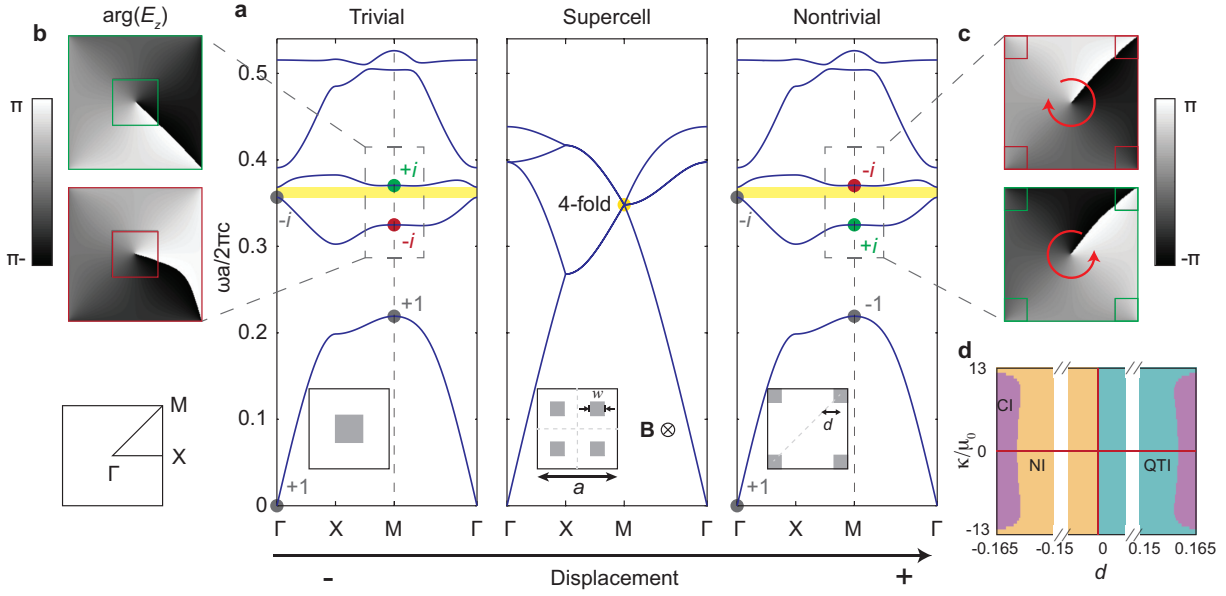 arg(E_z)
a
Trivial
Supercell
Nontrivial
b
c
π
π-
π
-π
ωa/2πc
0.5
0.4
0.3
0.2
0.1
0
+i
-i
-i
+1
+1
4-fold
w
a
B ⊗
-i
-i
+i
-1
+1
d
M
Γ
X
Γ X M Γ
Γ X M Γ
Γ X M Γ
- Displacement +
d
κ/μ₀
13
0
-13
CI
NI
QTI
-0.165 -0.15 0 0.15 0.165
d